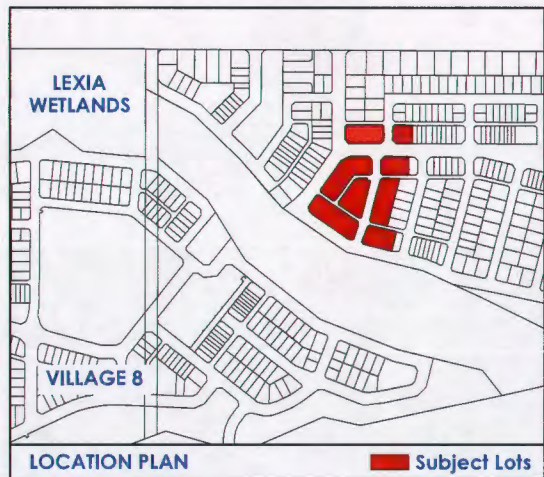 LEXIA
WETLANDS
VILLAGE 8
LOCATION PLAN
Subject Lots